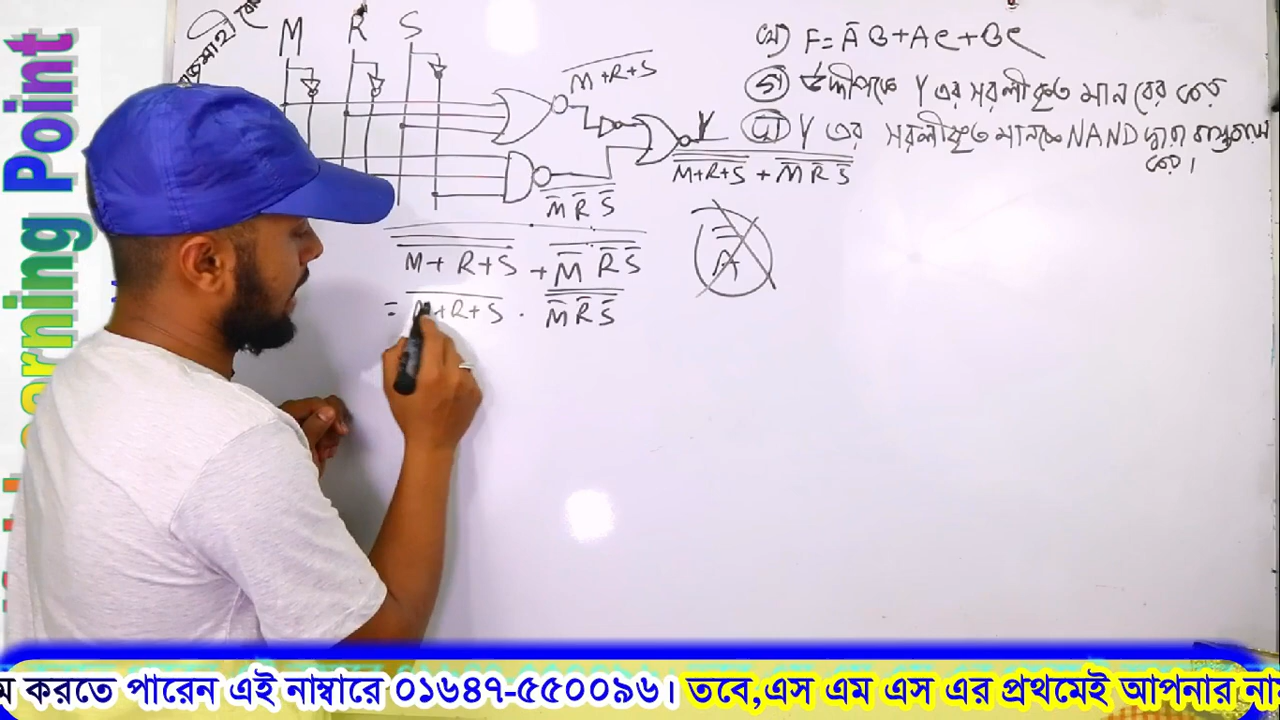 M R S
M+R+S
Y
M+R+S + M̅ R̅ S̅
M̅ R̅ S̅
M+R+S + M̅ R̅ S̅
= M+R+S . M̅ R̅ S̅
A
F = A̅B+AC+BC
গ উদ্দীপকে Y এর সরলীকৃত মান বের কর
ঘ Y এর সরলীকৃত মানকে NAND দ্বারা
কর।
Learning Point
করতে পারেন এই নাম্বারে ০১৬৪৭-৫৫০০৯৬। তবে,এস এম এস এর প্রথমেই আপনার